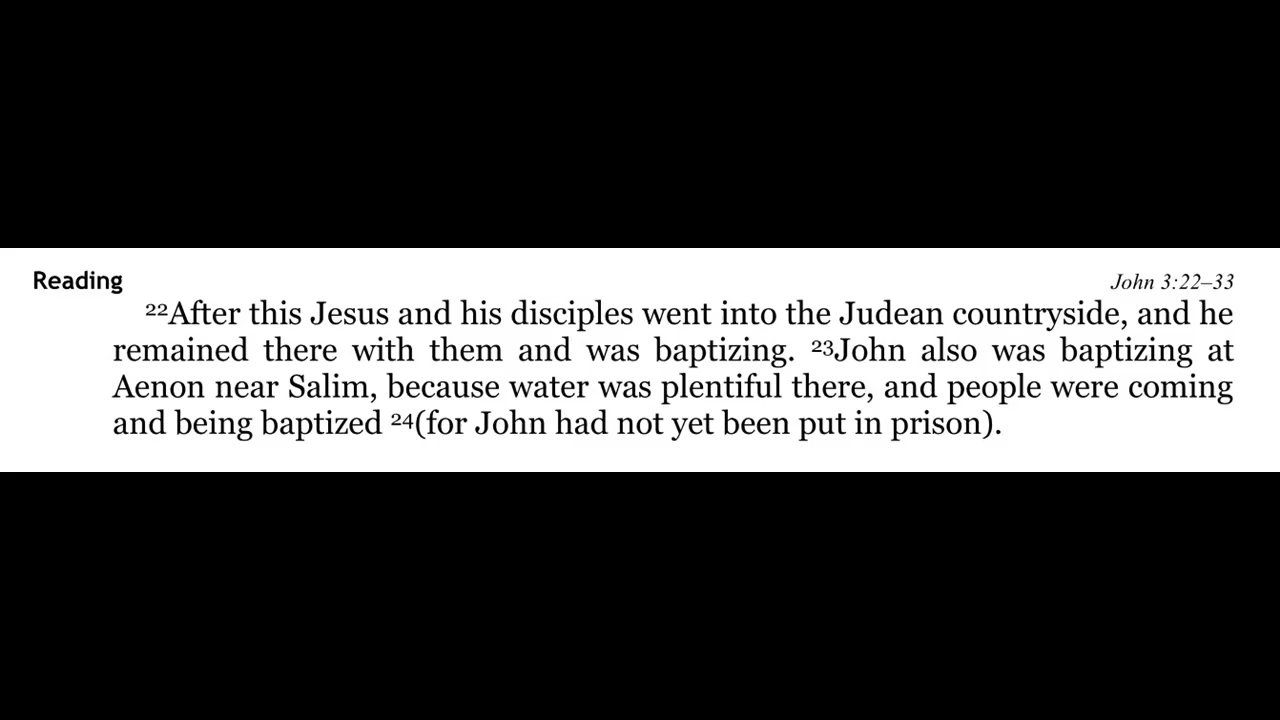 Reading John 3:22–33
22After this Jesus and his disciples went into the Judean countryside, and he
remained there with them and was baptizing. 23John also was baptizing at
Aenon near Salim, because water was plentiful there, and people were coming
and being baptized 24(for John had not yet been put in prison).